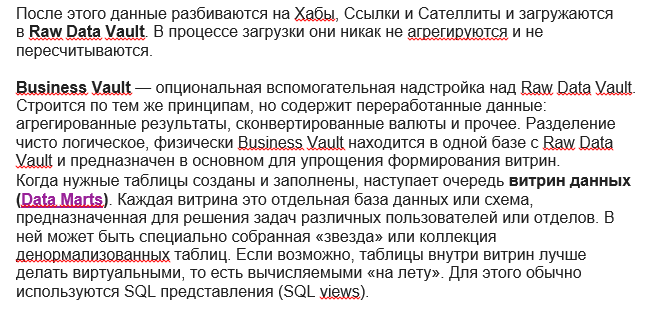 После этого данные разбиваются на Хабы, Ссылки и Сателлиты и загружаются
в Raw Data Vault. В процессе загрузки они никак не агрегируются и не
пересчитываются.
Business Vault — опциональная вспомогательная надстройка над Raw Data Vault.
Строится по тем же принципам, но содержит переработанные данные:
агрегированные результаты, сконвертированные валюты и прочее. Разделение
чисто логическое, физически Business Vault находится в одной базе с Raw Data
Vault и предназначен в основном для упрощения формирования витрин.
Когда нужные таблицы созданы и заполнены, наступает очередь витрин данных
(Data Marts). Каждая витрина это отдельная база данных или схема,
предназначенная для решения задач различных пользователей или отделов. В
ней может быть специально собранная «звезда» или коллекция
денормализованных таблиц. Если возможно, таблицы внутри витрин лучше
делать виртуальными, то есть вычисляемыми «на лету». Для этого обычно
используются SQL представления (SQL views).